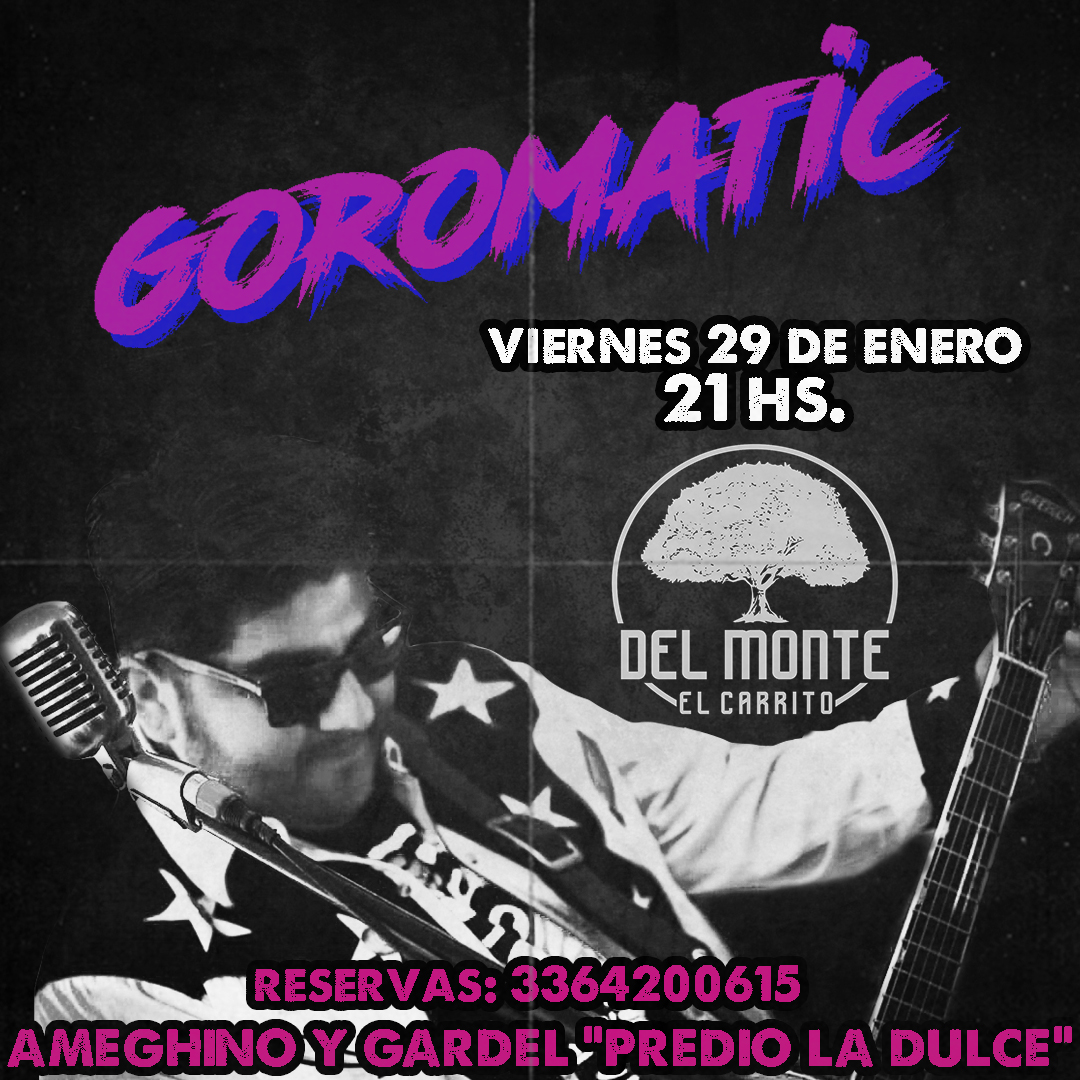 GOROMATIC
VIERNES 29 DE ENERO
21 HS.
DEL MONTE
EL CARRITO
RESERVAS: 3364200615
AMEGHINO Y GARDEL "PREDIO LA DULCE"